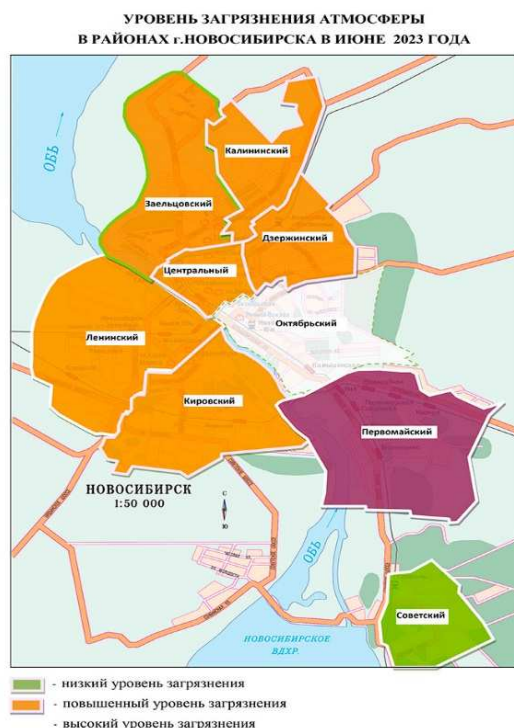 УРОВЕНЬ ЗАГРЯЗНЕНИЯ АТМОСФЕРЫ
В РАЙОНАХ г.НОВОСИБИРСКА В ИЮНЕ 2023 ГОДА
ОБЬ
Калининский
Заельцовский
Дзержинский
Центральный
Октябрьский
Ленинский
Кировский
Первомайский
НОВОСИБИРСК
1:50 000
С
Ю
ОБЬ
Советский
НОВОСИБИРСКОЕ
ВДХР.
- низкий уровень загрязнения
- повышенный уровень загрязнения
- высокий уровень загрязнения